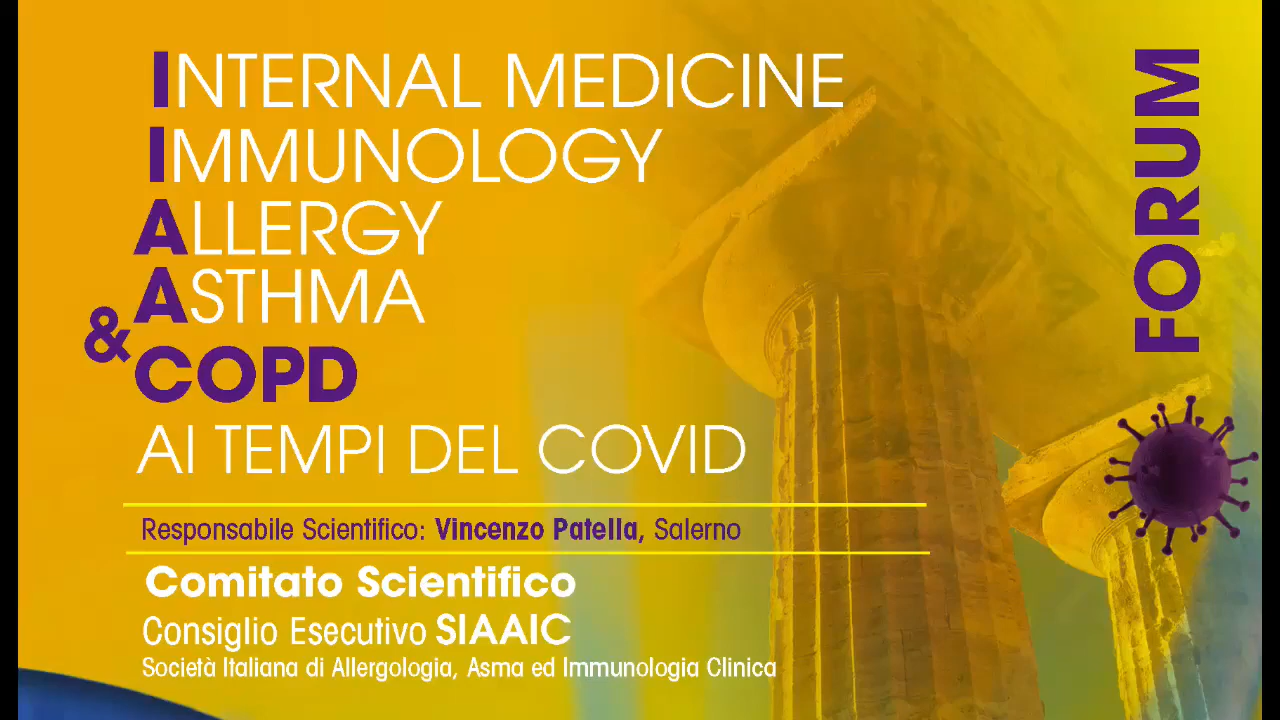 INTERNAL MEDICINE
IMMUNOLOGY
ALLERGY
ASTHMA
& COPD
AI TEMPI DEL COVID
FORUM
Responsabile Scientifico: Vincenzo Patella, Salerno
Comitato Scientifico
Consiglio Esecutivo SIAAIC
Società Italiana di Allergologia, Asma ed Immunologia Clinica